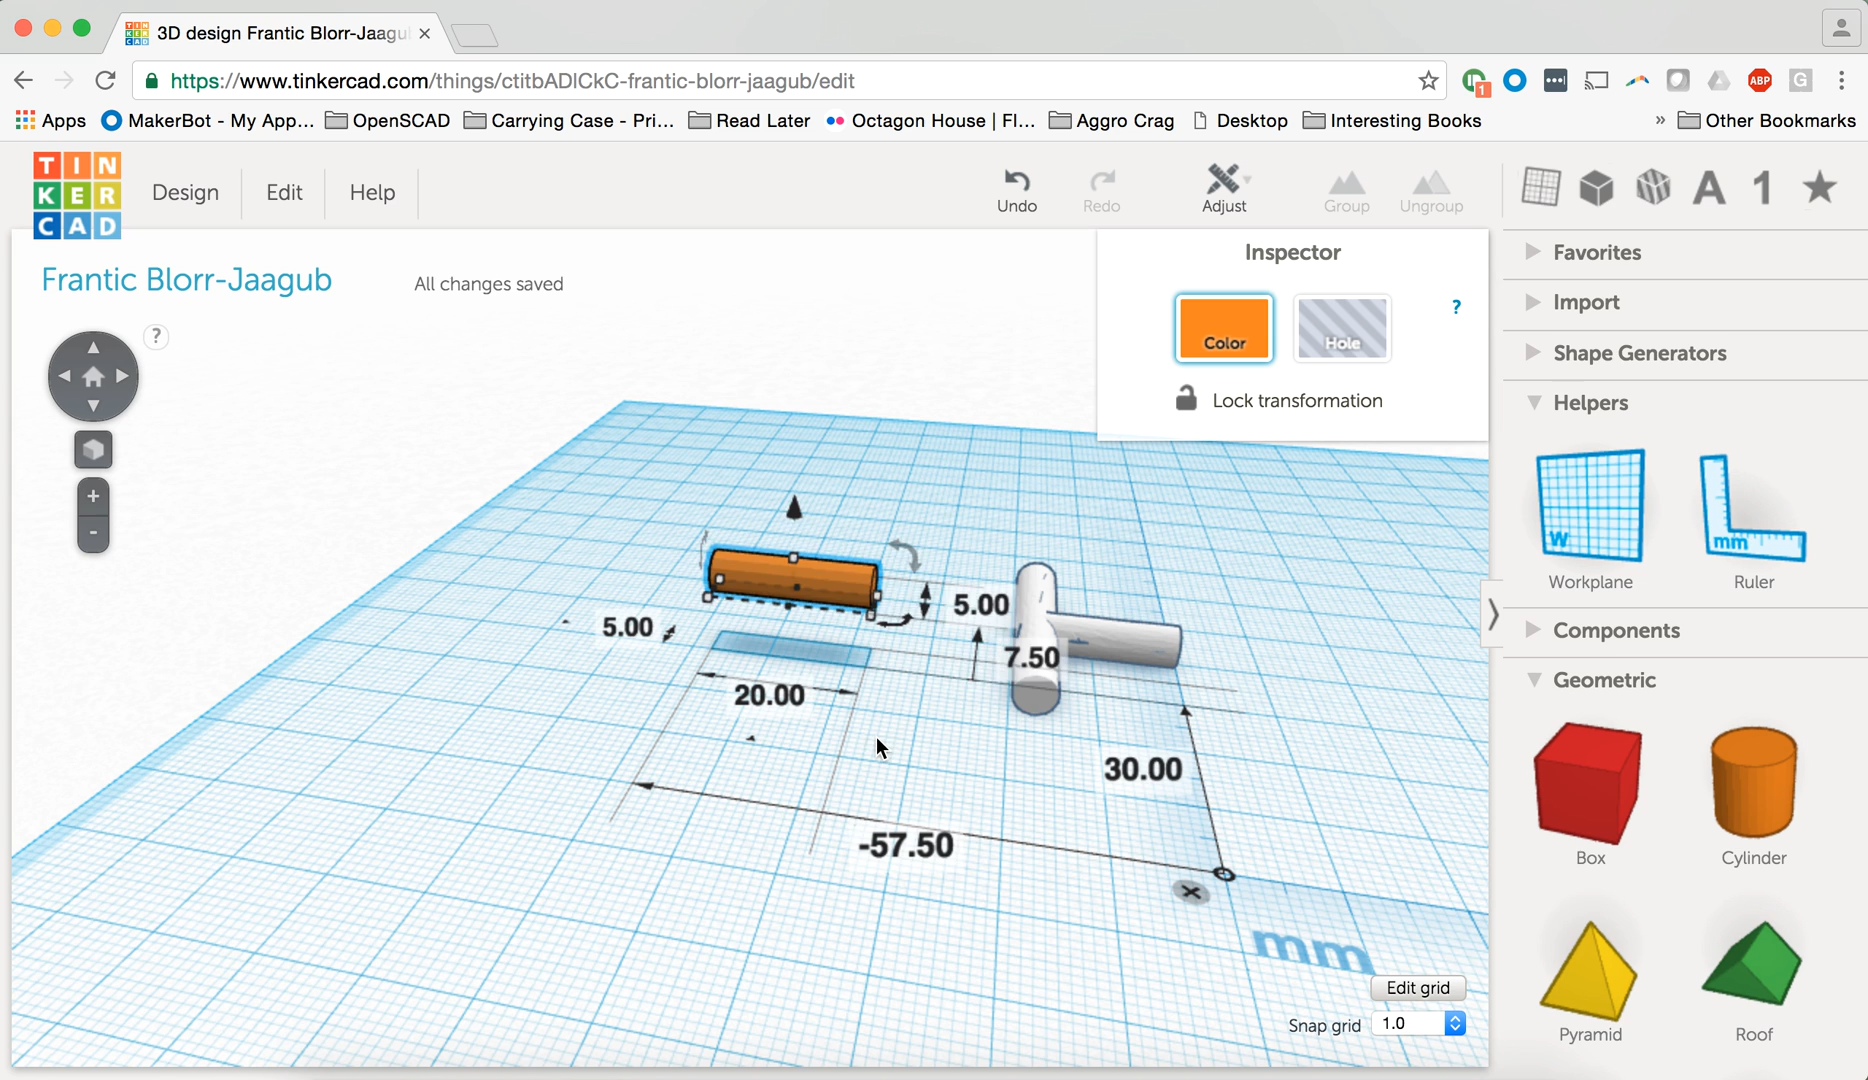 3D design Frantic Blorr-Jaagu
https://www.tinkercad.com/things/ctitbADlCkC-frantic-blorr-jaagub/edit
1
ABP
G
Apps
MakerBot - My App...
OpenSCAD
Carrying Case - Pri...
Read Later
Octagon House | Fl...
Aggro Crag
Desktop
Interesting Books
»
Other Bookmarks
TIN
KER
CAD
Design
Edit
Help
Undo
Redo
Adjust
Group
Ungroup
A
1
Frantic Blorr-Jaagub
All changes saved
?
Inspector
Color
Hole
?
Lock transformation
Favorites
Import
Shape Generators
Helpers
W
mm
Workplane
Ruler
Components
Geometric
Box
Cylinder
Pyramid
Roof
+
-
5.00
5.00
7.50
20.00
30.00
-57.50
mm
Edit grid
Snap grid
1.0